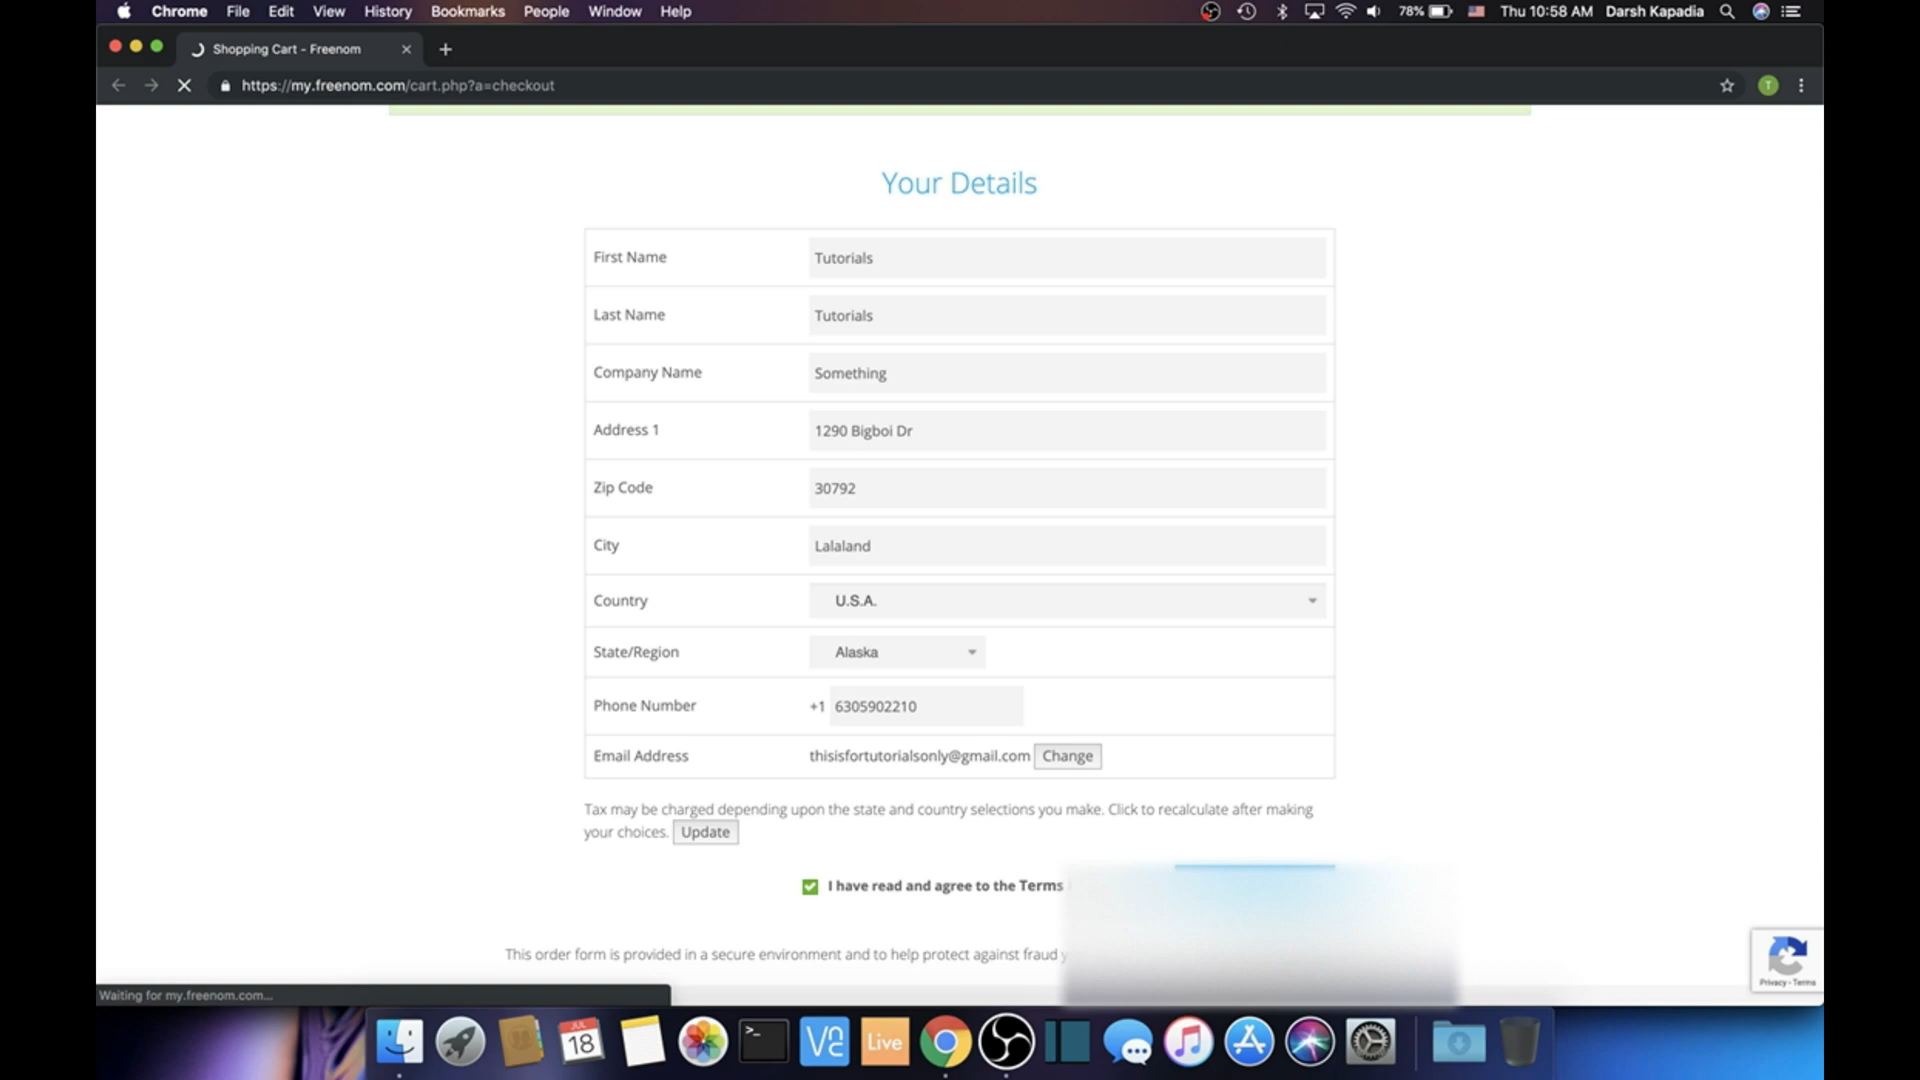 Chrome File Edit View History Bookmarks People Window Help 78% Thu 10:58 AM Darsh Kapadia
Shopping Cart - Freenom
https://my.freenom.com/cart.php?a=checkout
T
Your Details
First Name Tutorials
Last Name Tutorials
Company Name Something
Address 1 1290 Bigboi Dr
Zip Code 30792
City Lalaland
Country U.S.A.
State/Region Alaska
Phone Number +1 6305902210
Email Address thisisfortutorialsonly@gmail.com Change
Tax may be charged depending upon the state and country selections you make. Click to recalculate after making
your choices. Update
I have read and agree to the Terms
This order form is provided in a secure environment and to help protect against fraud
Privacy - Terms
Waiting for my.freenom.com...
JUL
18
Live